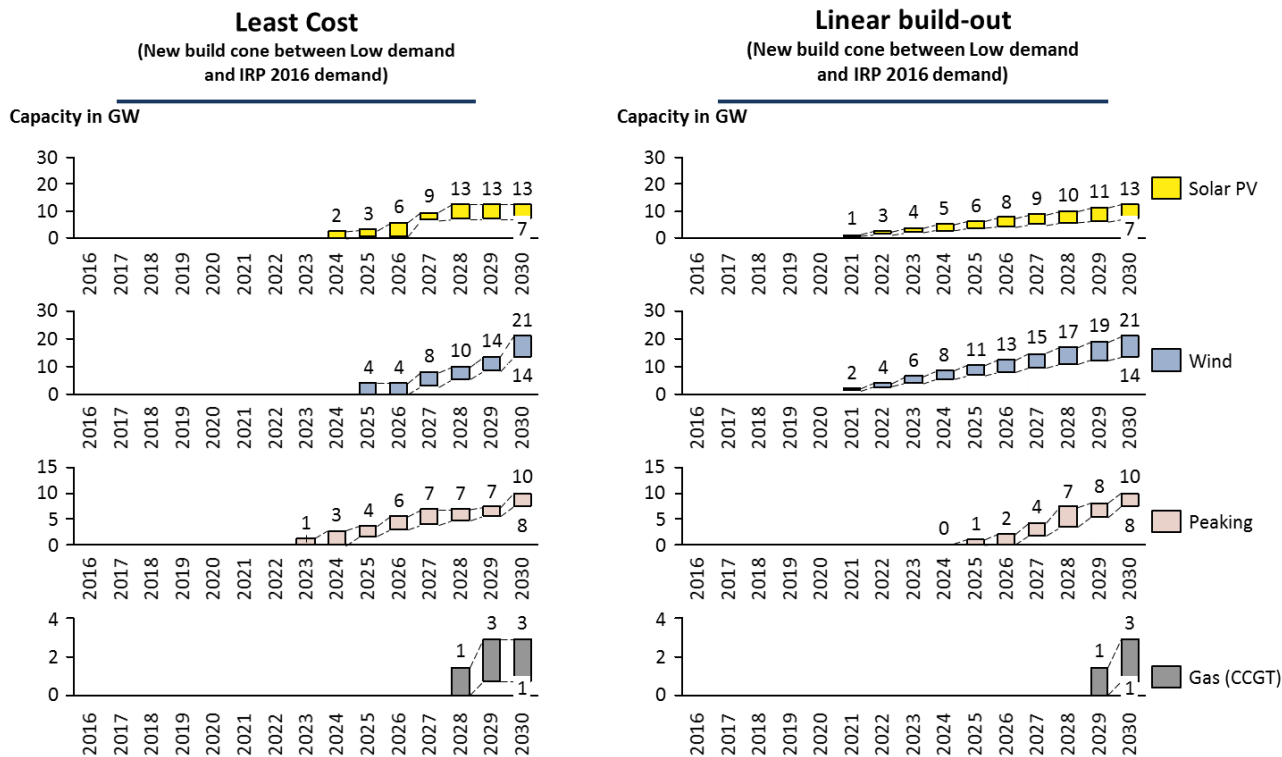 Least Cost
(New build cone between Low demand
and IRP 2016 demand)
Capacity in GW
30
20
10
0
2 3 6 9 13 13 13
7
2016 2017 2018 2019 2020 2021 2022 2023 2024 2025 2026 2027 2028 2029 2030
30
20
10
0
4 4 8 10 14 21
14
2016 2017 2018 2019 2020 2021 2022 2023 2024 2025 2026 2027 2028 2029 2030
15
10
5
0
1 3 4 6 7 7 7 10
8
2016 2017 2018 2019 2020 2021 2022 2023 2024 2025 2026 2027 2028 2029 2030
4
2
0
1 3 3
1
2016 2017 2018 2019 2020 2021 2022 2023 2024 2025 2026 2027 2028 2029 2030
Linear build-out
(New build cone between Low demand
and IRP 2016 demand)
Capacity in GW
30
20
10
0
1 3 4 5 6 8 9 10 11 13
7
2016 2017 2018 2019 2020 2021 2022 2023 2024 2025 2026 2027 2028 2029 2030
Solar PV
30
20
10
0
2 4 6 8 11 13 15 17 19 21
14
2016 2017 2018 2019 2020 2021 2022 2023 2024 2025 2026 2027 2028 2029 2030
Wind
15
10
5
0
0 1 2 4 7 8 10
8
2016 2017 2018 2019 2020 2021 2022 2023 2024 2025 2026 2027 2028 2029 2030
Peaking
4
2
0
1 3
1
2016 2017 2018 2019 2020 2021 2022 2023 2024 2025 2026 2027 2028 2029 2030
Gas (CCGT)